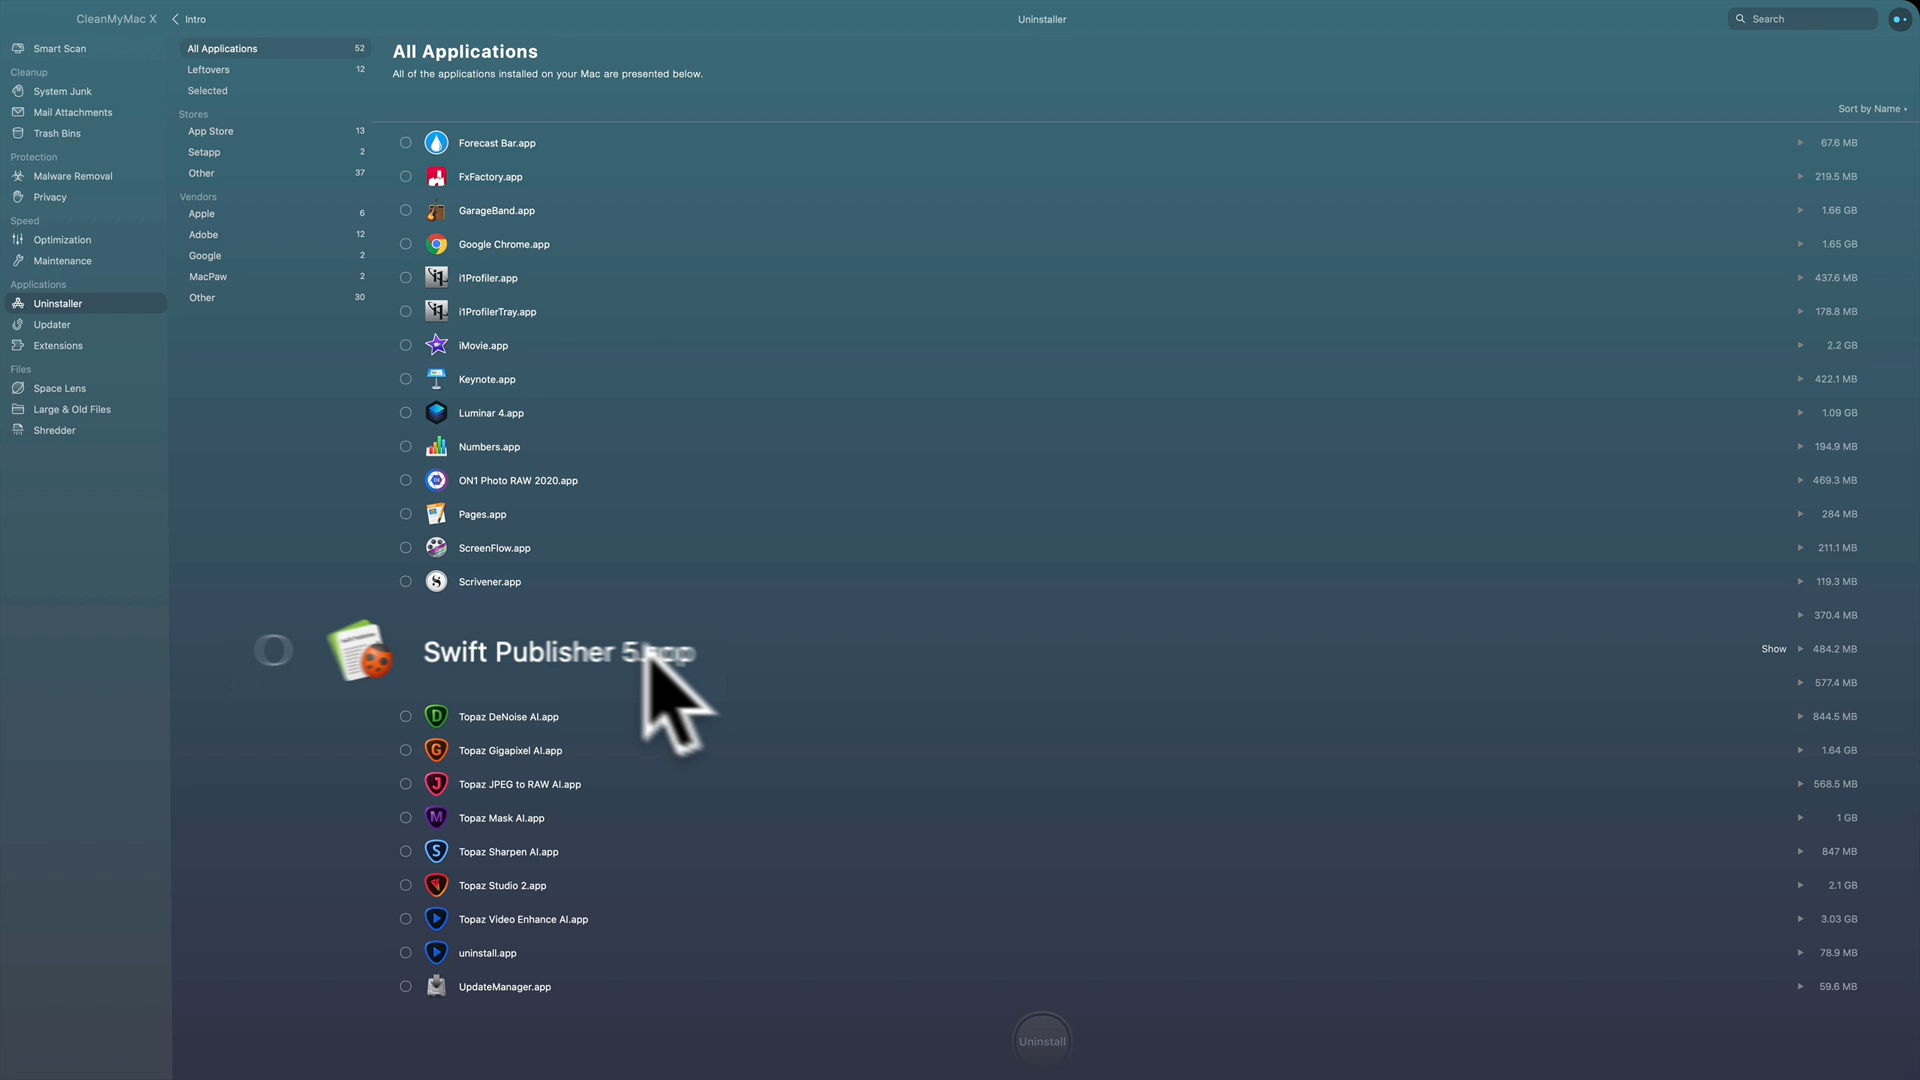 CleanMyMac X
Intro
Uninstaller
Search
Smart Scan
Cleanup
System Junk
Mail Attachments
Trash Bins
Protection
Malware Removal
Privacy
Speed
Optimization
Maintenance
Applications
Uninstaller
Updater
Extensions
Files
Space Lens
Large & Old Files
Shredder
All Applications 52
Leftovers 12
Selected
Stores
App Store 13
Setapp 2
Other 37
Vendors
Apple 6
Adobe 12
Google 2
MacPaw 2
Other 30
All Applications
All of the applications installed on your Mac are presented below.
Sort by Name
Forecast Bar.app 67.6 MB
FxFactory.app 219.5 MB
GarageBand.app 1.66 GB
Google Chrome.app 1.65 GB
i1Profiler.app 437.6 MB
i1ProfilerTray.app 178.8 MB
iMovie.app 2.2 GB
Keynote.app 422.1 MB
Luminar 4.app 1.09 GB
Numbers.app 194.9 MB
ON1 Photo RAW 2020.app 469.3 MB
Pages.app 284 MB
ScreenFlow.app 211.1 MB
Scrivener.app 119.3 MB
370.4 MB
Swift Publisher 5.app Show 484.2 MB
577.4 MB
Topaz DeNoise AI.app 844.5 MB
Topaz Gigapixel AI.app 1.64 GB
Topaz JPEG to RAW AI.app 568.5 MB
Topaz Mask AI.app 1 GB
Topaz Sharpen AI.app 847 MB
Topaz Studio 2.app 2.1 GB
Topaz Video Enhance AI.app 3.03 GB
uninstall.app 78.9 MB
UpdateManager.app 59.6 MB
Uninstall